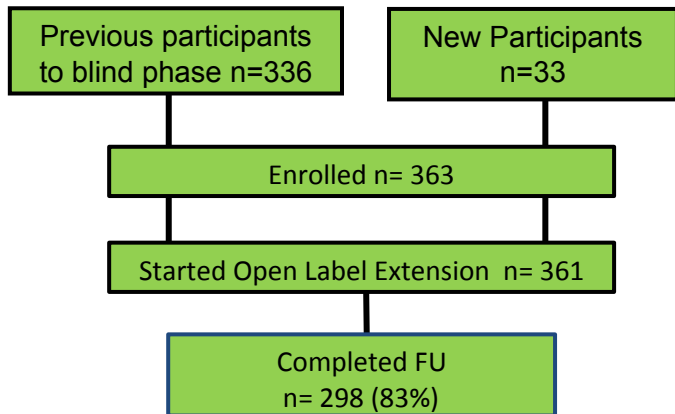 Previous participants
to blind phase n=336
New Participants
n=33
Enrolled n= 363
Started Open Label Extension  n= 361
Completed FU
n= 298 (83%)